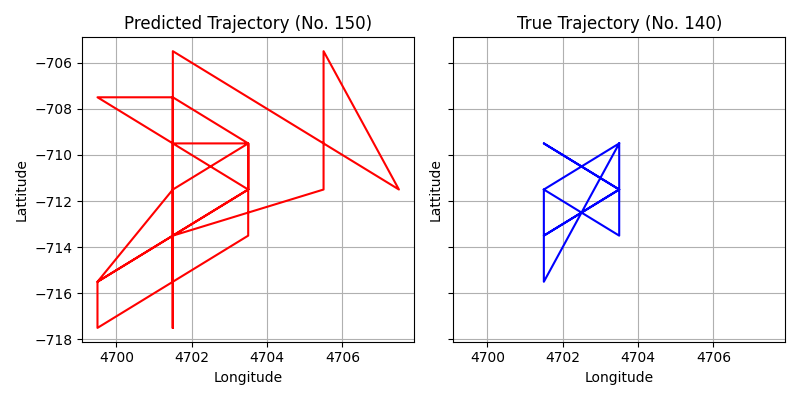 Predicted Trajectory (No. 150)
True Trajectory (No. 140)
−706
−708
−710
−712
−714
−716
−718
Lattitude
Lattitude
4700 4702 4704 4706
4700 4702 4704 4706
Longitude
Longitude